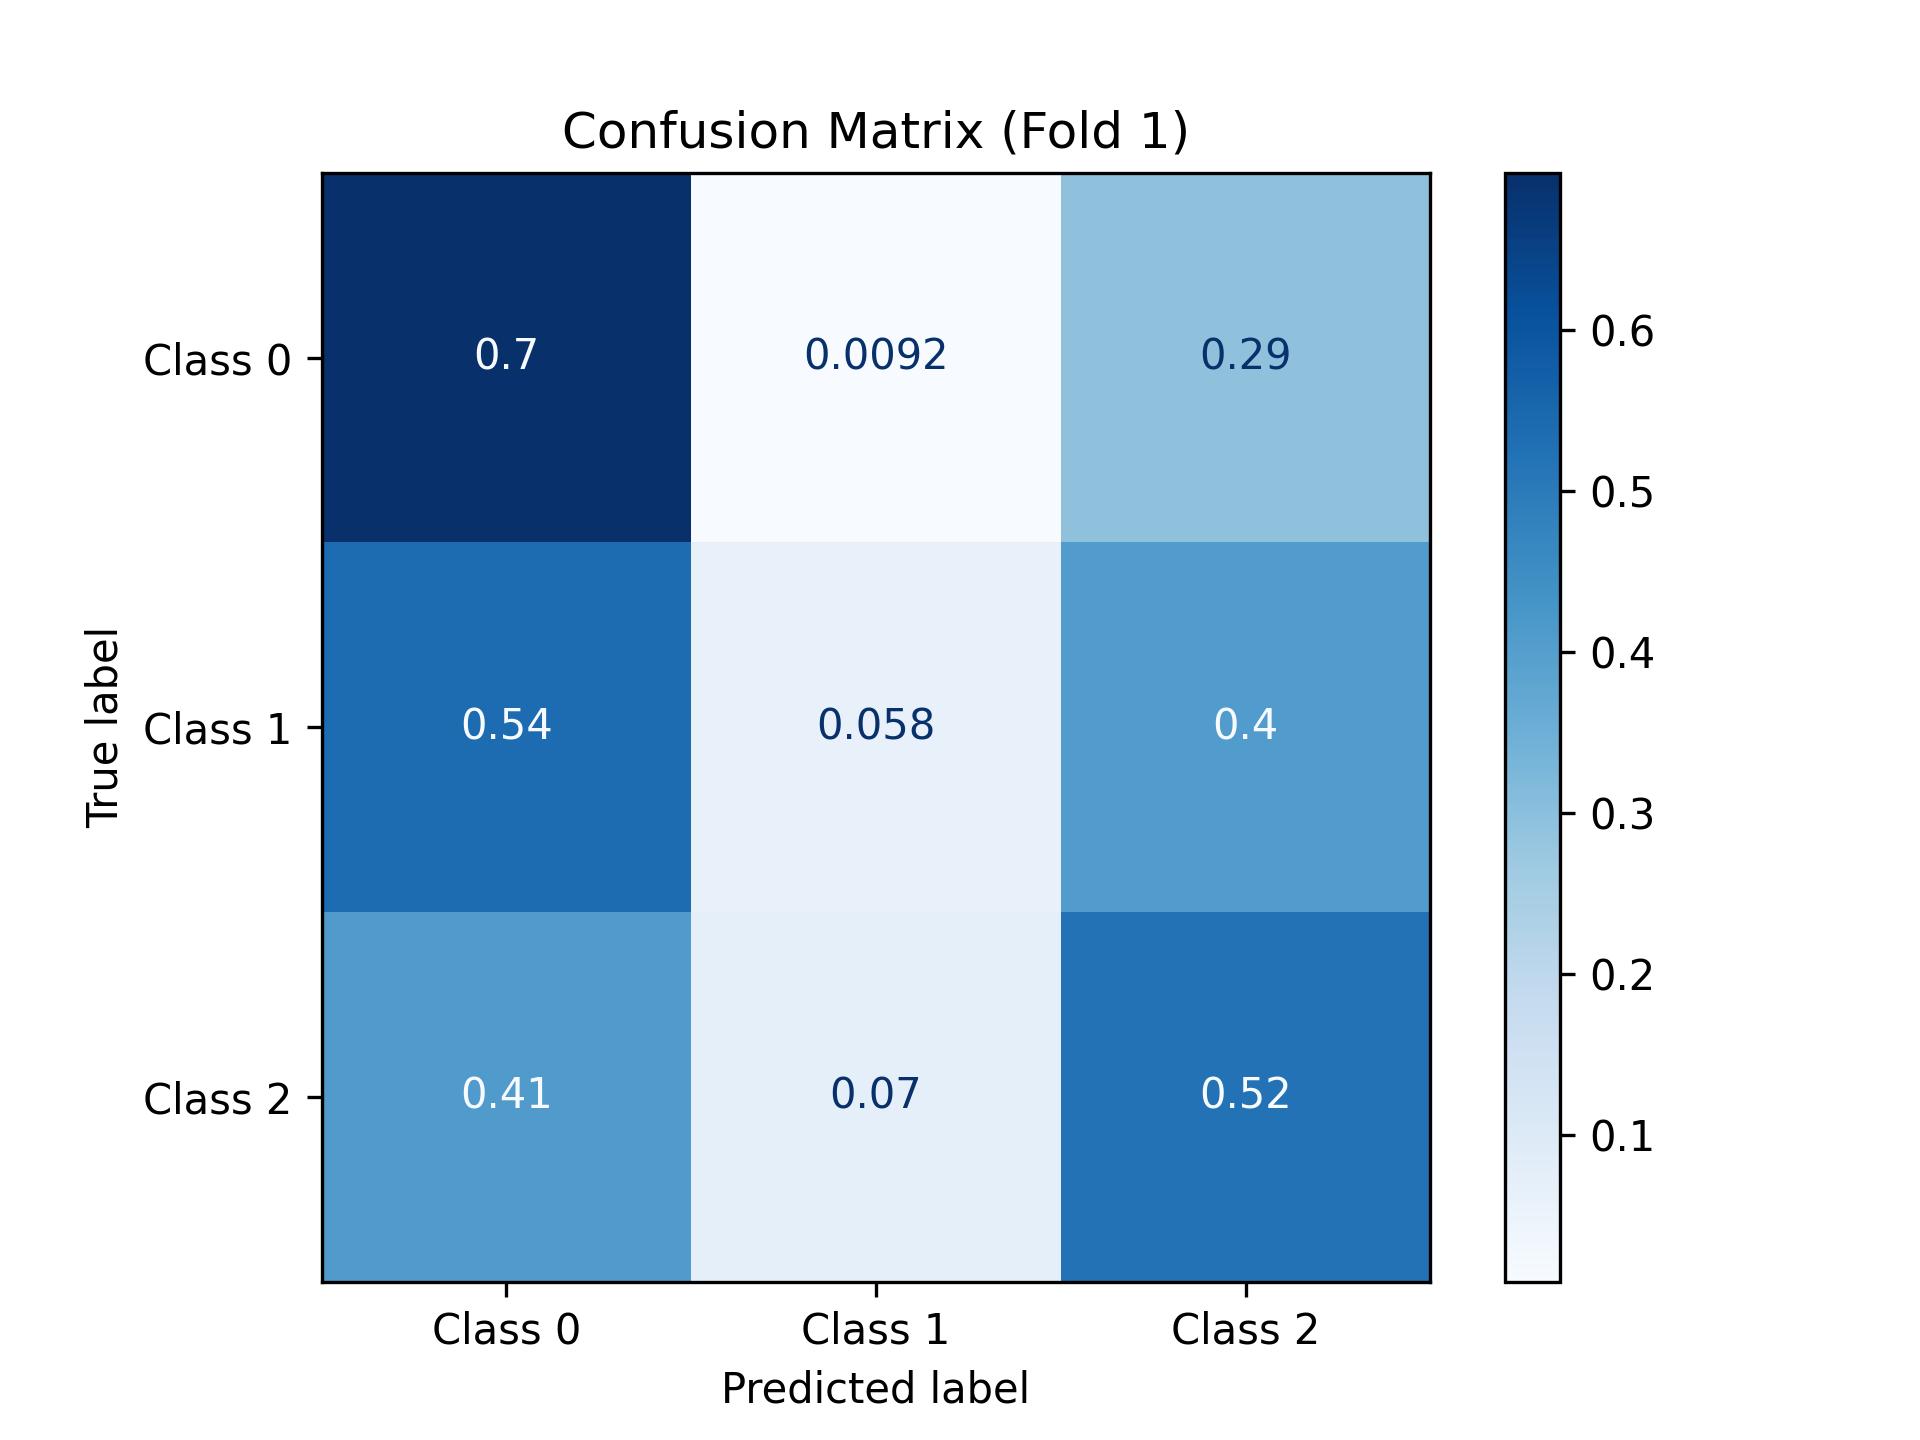 Confusion Matrix (Fold 1)
Class 0 0.7 0.0092 0.29
Class 1 0.54 0.058 0.4
Class 2 0.41 0.07 0.52
True label
Class 0 Class 1 Class 2
Predicted label
0.6
0.5
0.4
0.3
0.2
0.1